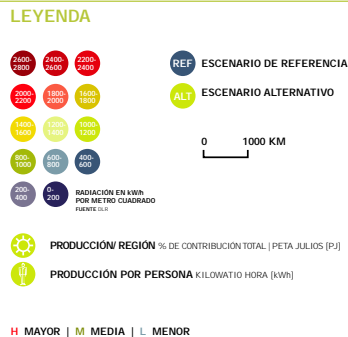 LEYENDA
2600-
2800
2400-
2600
2200-
2400
REF ESCENARIO DE REFERENCIA
2000-
2200
1800-
2000
1600-
1800
ALT ESCENARIO ALTERNATIVO
1400-
1600
1200-
1400
1000-
1200
0 1000 KM
800-
1000
600-
800
400-
600
200-
400
0-
200
RADIACIÓN EN kW/h
POR METRO CUADRADO
FUENTE DLR
PRODUCCIÓN/ REGIÓN % DE CONTRIBUCIÓN TOTAL | PETA JULIOS [PJ]
PRODUCCIÓN POR PERSONA KILOWATIO HORA [kWh]
H MAYOR | M MEDIA | L MENOR